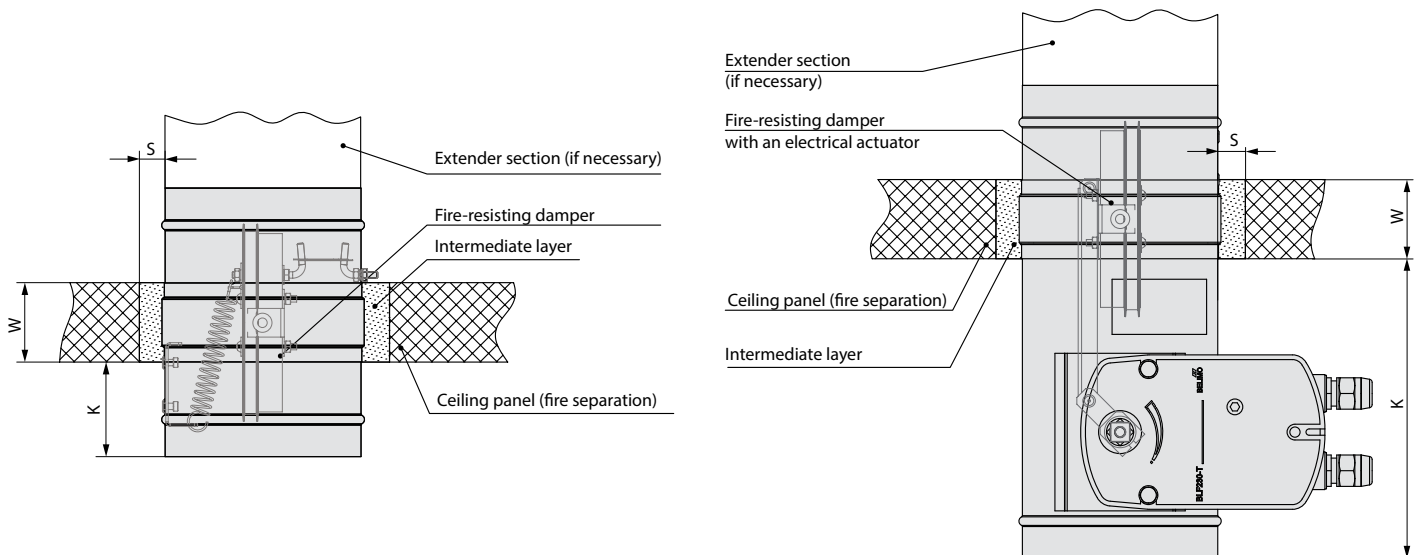 S
Extender section (if necessary)
Fire-resisting damper
Intermediate layer
W
K
Ceiling panel (fire separation)
Extender section
(if necessary)
Fire-resisting damper
with an electrical actuator
S
W
Ceiling panel (fire separation)
Intermediate layer
K
BELIMO
BLF230-T